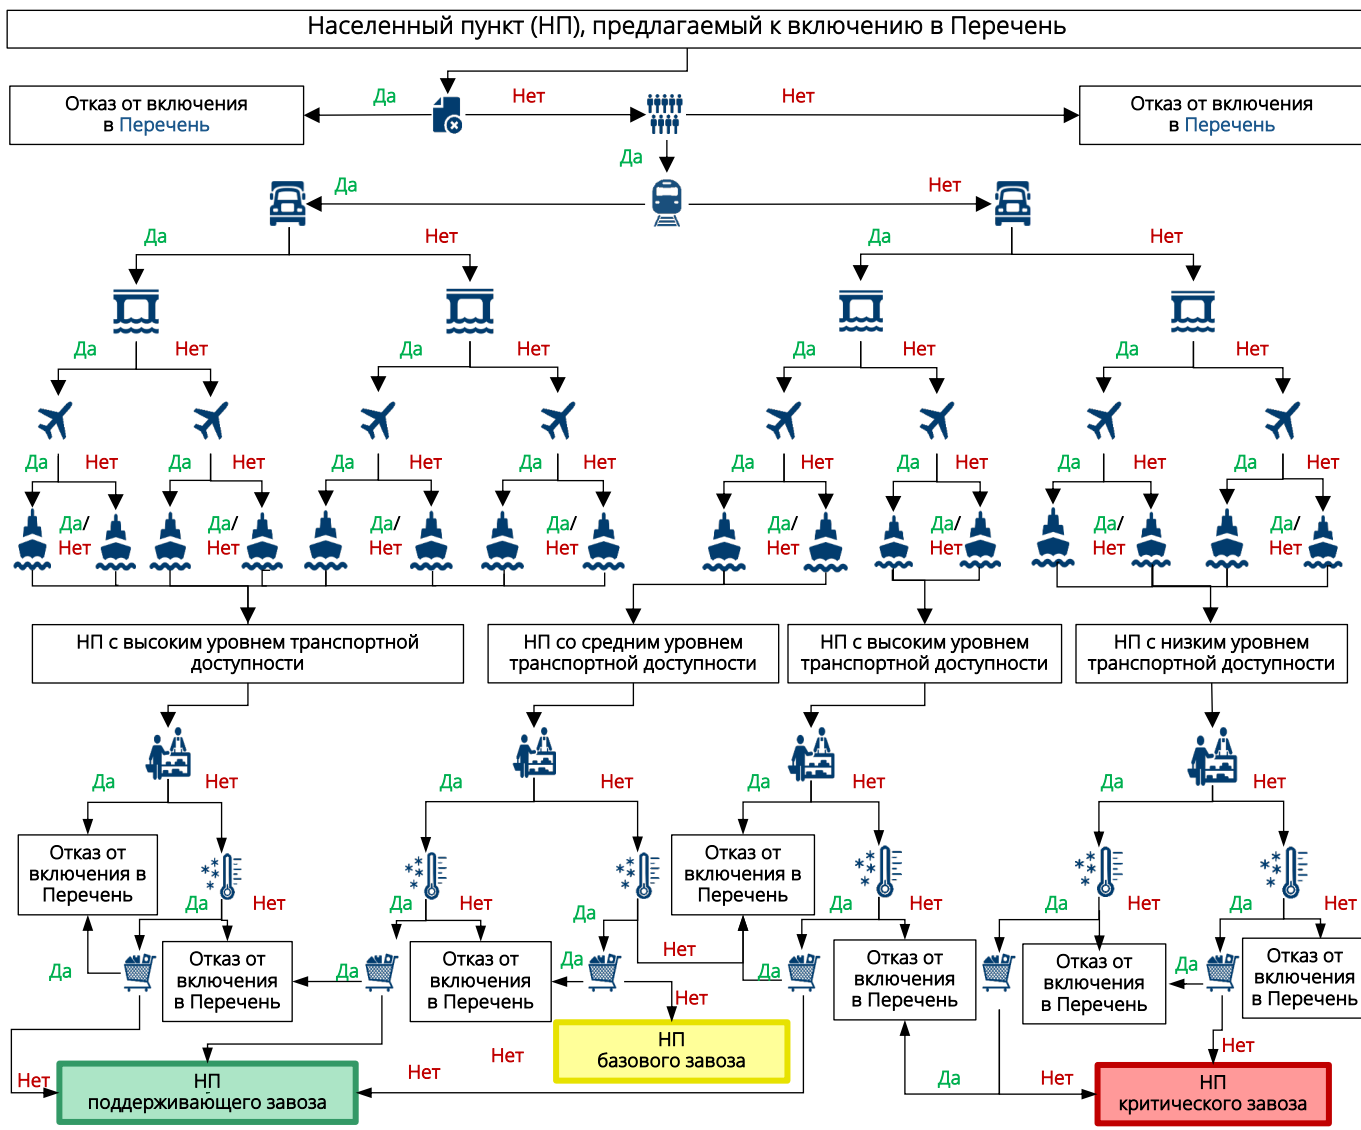 Населенный пункт (НП), предлагаемый к включению в Перечень
Отказ от включения
в Перечень
Да
Нет
Нет
Отказ от включения
в Перечень
Да
Да
Нет
Да
Нет
Да
Нет
Да
Нет
Да
Нет
Да
Нет
Да
Нет
Да
Нет
Да
Нет
Да
Нет
Да
Нет
Да
Нет
Да
Нет
Да
Нет
Да
Нет
Да/
Нет
Да/
Нет
Да/
Нет
Да/
Нет
Да/
Нет
Да/
Нет
Да/
Нет
Да/
Нет
НП с высоким уровнем транспортной
доступности
НП со средним уровнем
транспортной доступности
НП с высоким уровнем
транспортной доступности
НП с низким уровнем
транспортной доступности
Да
Нет
Да
Нет
Да
Нет
Да
Нет
Отказ от
включения в
Перечень
Отказ от
включения в
Перечень
Да
Нет
Да
Нет
Да
Нет
Да
Нет
Да
Нет
Да
Нет
Да
Отказ от
включения
в Перечень
Да
Отказ от
включения
в Перечень
Да
Нет
Да
Отказ от
включения
в Перечень
Отказ от
включения
в Перечень
Да
Отказ от
включения
в Перечень
Нет
НП
базового завоза
Нет
Нет
Нет
НП
поддерживающего завоза
Нет
Да
Нет
НП
критического завоза